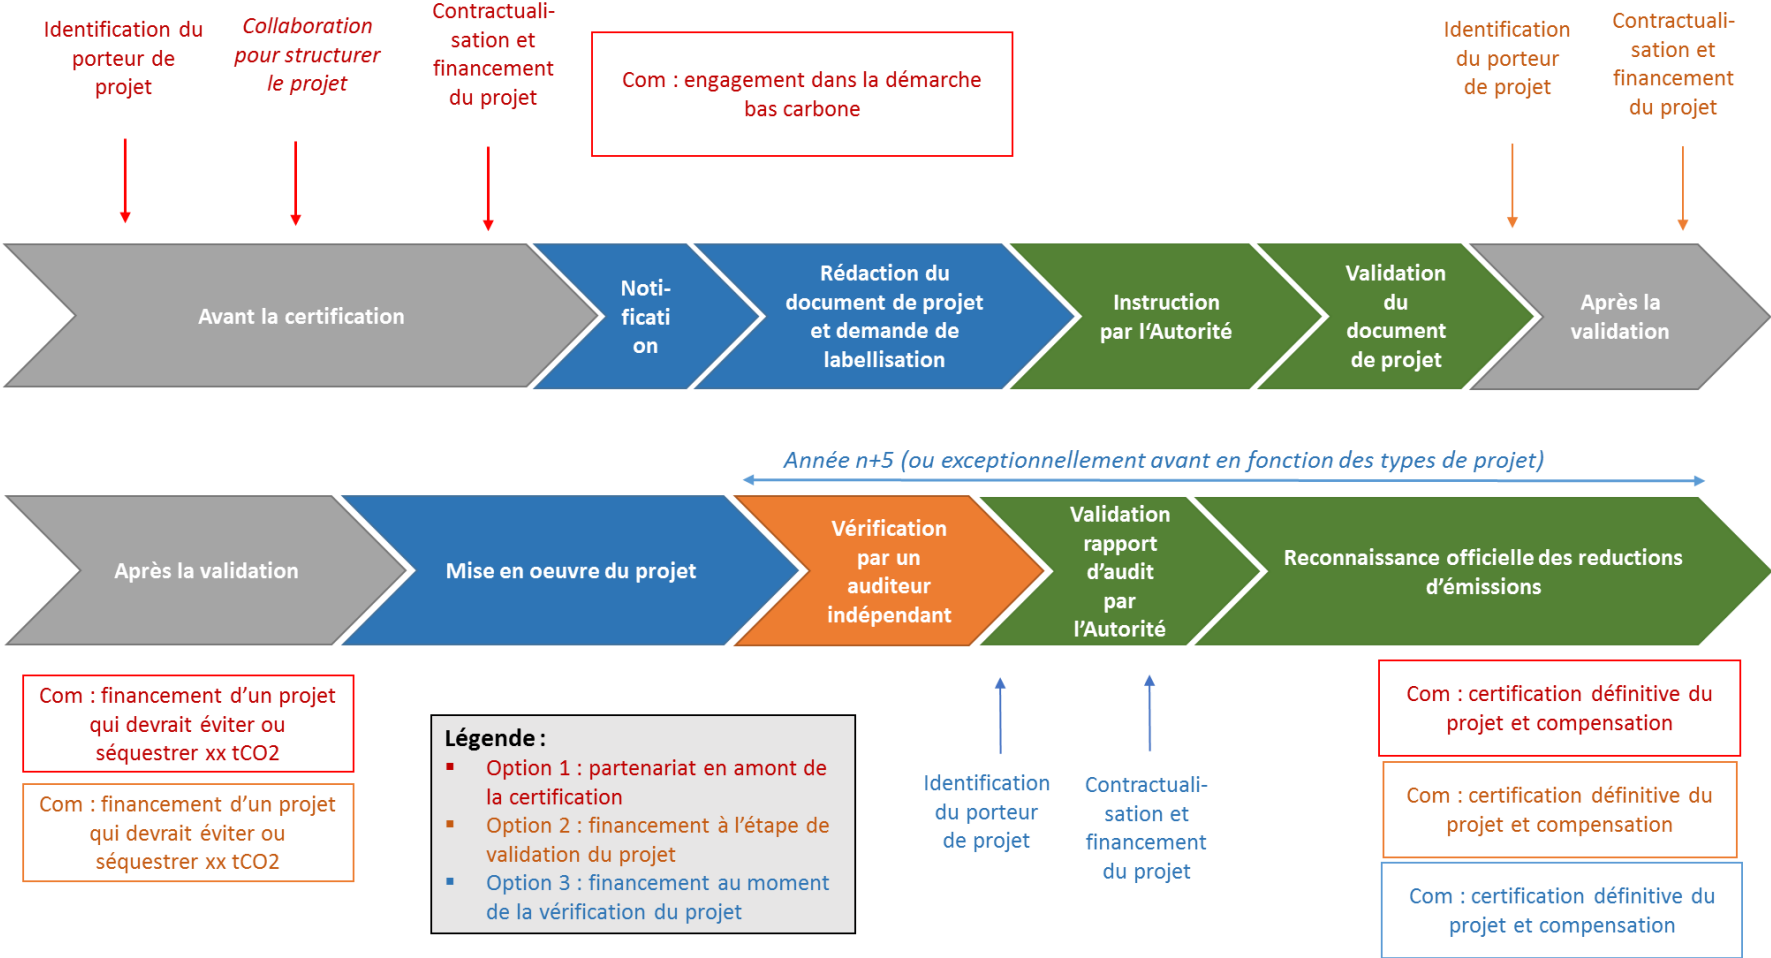 Identification du
porteur de
projet
Collaboration
pour structurer
le projet
Contractuali-
sation et
financement
du projet
Com : engagement dans la démarche
bas carbone
Identification
du porteur
de projet
Contractuali-
sation et
financement
du projet
Avant la certification
Noti-
ficati
on
Rédaction du
document de projet
et demande de
labellisation
Instruction
par l'Autorité
Validation
du
document
de projet
Après la
validation
Année n+5 (ou exceptionnellement avant en fonction des types de projet)
Après la validation
Mise en oeuvre du projet
Vérification
par un
auditeur
indépendant
Validation
rapport
d'audit
par
l'Autorité
Reconnaissance officielle des reductions
d'émissions
Com : financement d'un projet
qui devrait éviter ou
séquestrer xx tCO2
Com : financement d'un projet
qui devrait éviter ou
séquestrer xx tCO2
Légende :
▪ Option 1 : partenariat en amont de
la certification
▪ Option 2 : financement à l'étape de
validation du projet
▪ Option 3 : financement au moment
de la vérification du projet
Identification
du porteur
de projet
Contractuali-
sation et
financement
du projet
Com : certification définitive du
projet et compensation
Com : certification définitive du
projet et compensation
Com : certification définitive du
projet et compensation